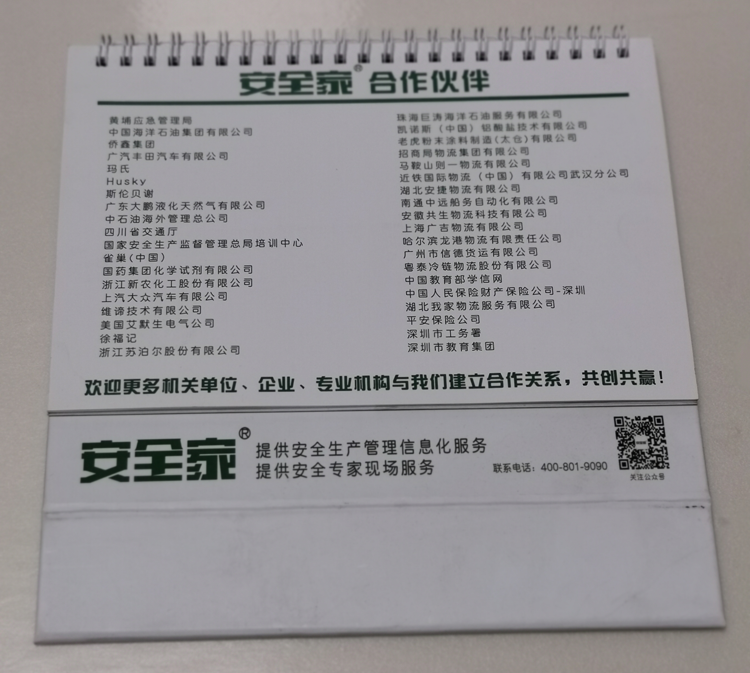 安全家® 合作伙伴
黄埔应急管理局
中国海洋石油集团有限公司
侨鑫集团
广汽丰田汽车有限公司
玛氏
Husky
斯伦贝谢
广东大鹏液化天然气有限公司
中石油海外管理总公司
四川省交通厅
国家安全生产监督管理总局培训中心
雀巢(中国)
国药集团化学试剂有限公司
浙江新农化工股份有限公司
上汽大众汽车有限公司
维谛技术有限公司
美国艾默生电气公司
徐福记
浙江苏泊尔股份有限公司
珠海巨涛海洋石油服务有限公司
凯诺斯（中国）铝酸盐技术有限公司
老虎粉末涂料制造(太仓)有限公司
招商局物流集团有限公司
马鞍山则一物流有限公司
近铁国际物流（中国）有限公司武汉分公司
湖北安捷物流有限公司
南通中远船务自动化有限公司
安徽共生物流科技有限公司
上海广吉物流有限公司
哈尔滨龙港物流有限责任公司
广州市信德货运有限公司
粤泰冷链物流股份有限公司
中国教育部学信网
中国人民保险财产保险公司-深圳
湖北我家物流服务有限公司
平安保险公司
深圳市工务署
深圳市教育集团
欢迎更多机关单位、企业、专业机构与我们建立合作关系，共创共赢！
安全家®
提供安全生产管理信息化服务
提供安全专家现场服务
联系电话：400-801-9090
关注公众号